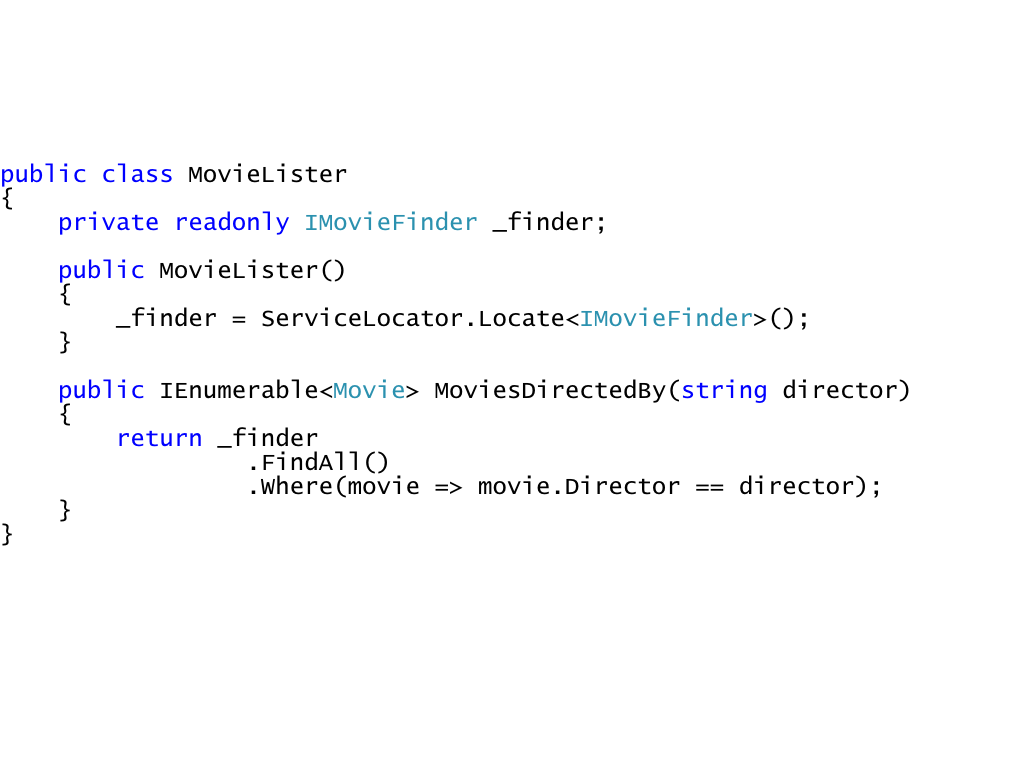 public class MovieLister
{
    private readonly IMovieFinder _finder;

    public MovieLister()
    {
        _finder = ServiceLocator.Locate<IMovieFinder>();
    }

    public IEnumerable<Movie> MoviesDirectedBy(string director)
    {
        return _finder
                 .FindAll()
                 .Where(movie => movie.Director == director);
    }
}